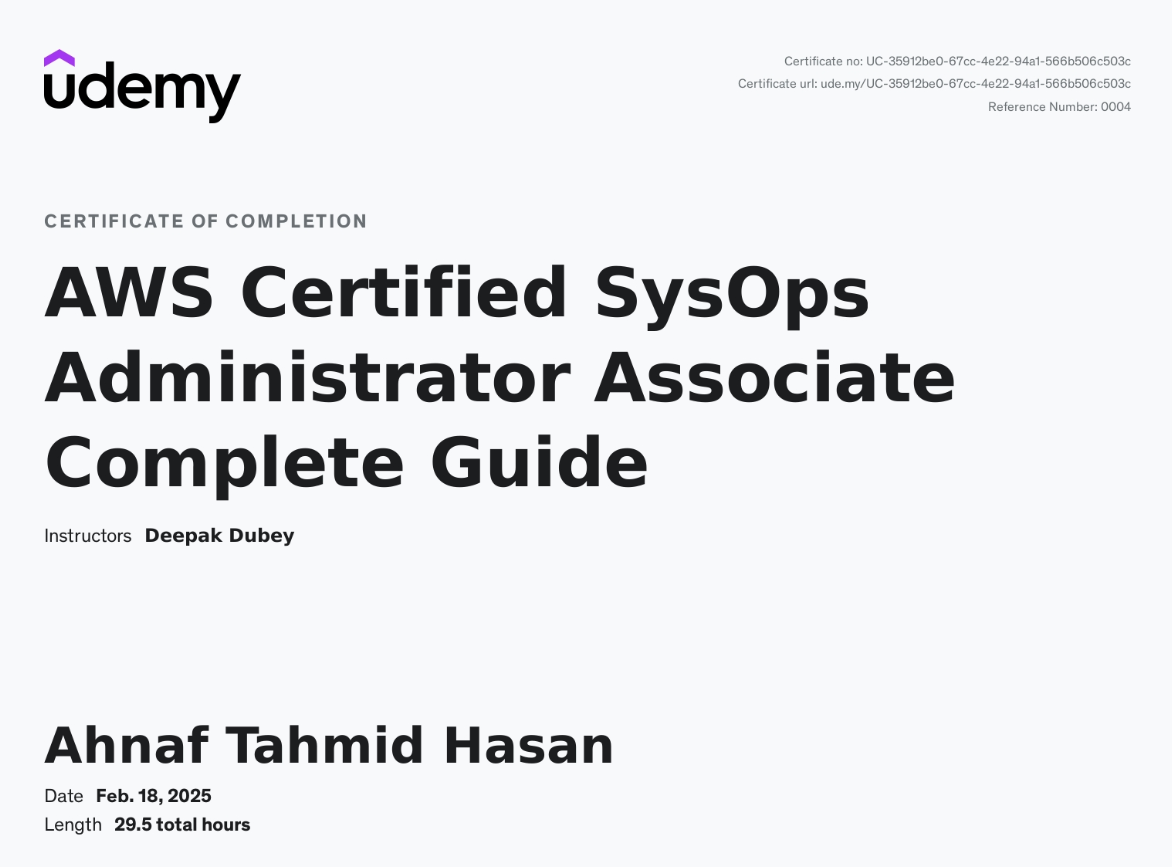 udemy
Certificate no: UC-35912be0-67cc-4e22-94a1-566b506c503c
Certificate url: ude.my/UC-35912be0-67cc-4e22-94a1-566b506c503c
Reference Number: 0004
CERTIFICATE OF COMPLETION
AWS Certified SysOps
Administrator Associate
Complete Guide
Instructors Deepak Dubey
Ahnaf Tahmid Hasan
Date Feb. 18, 2025
Length 29.5 total hours